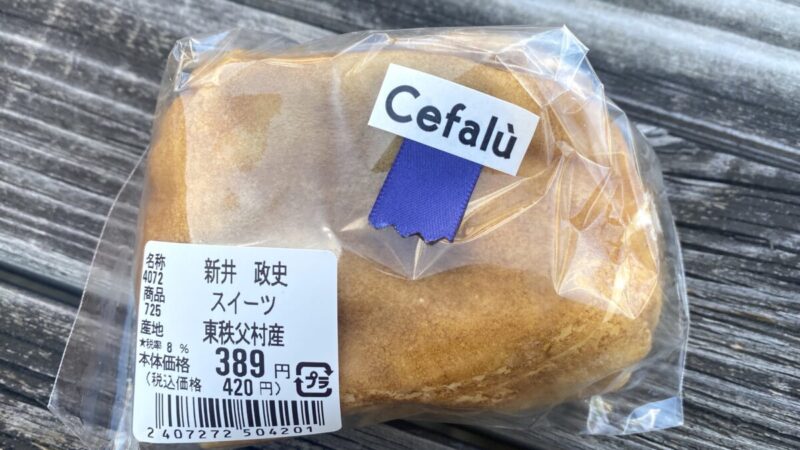 Cefalù
名称
4072
新井 政史
商品
725
スイーツ
産地
東秩父村産
★税率 8 %
本体価格 389 円
(税込価格 420 円)
プラ
2 407272 504201